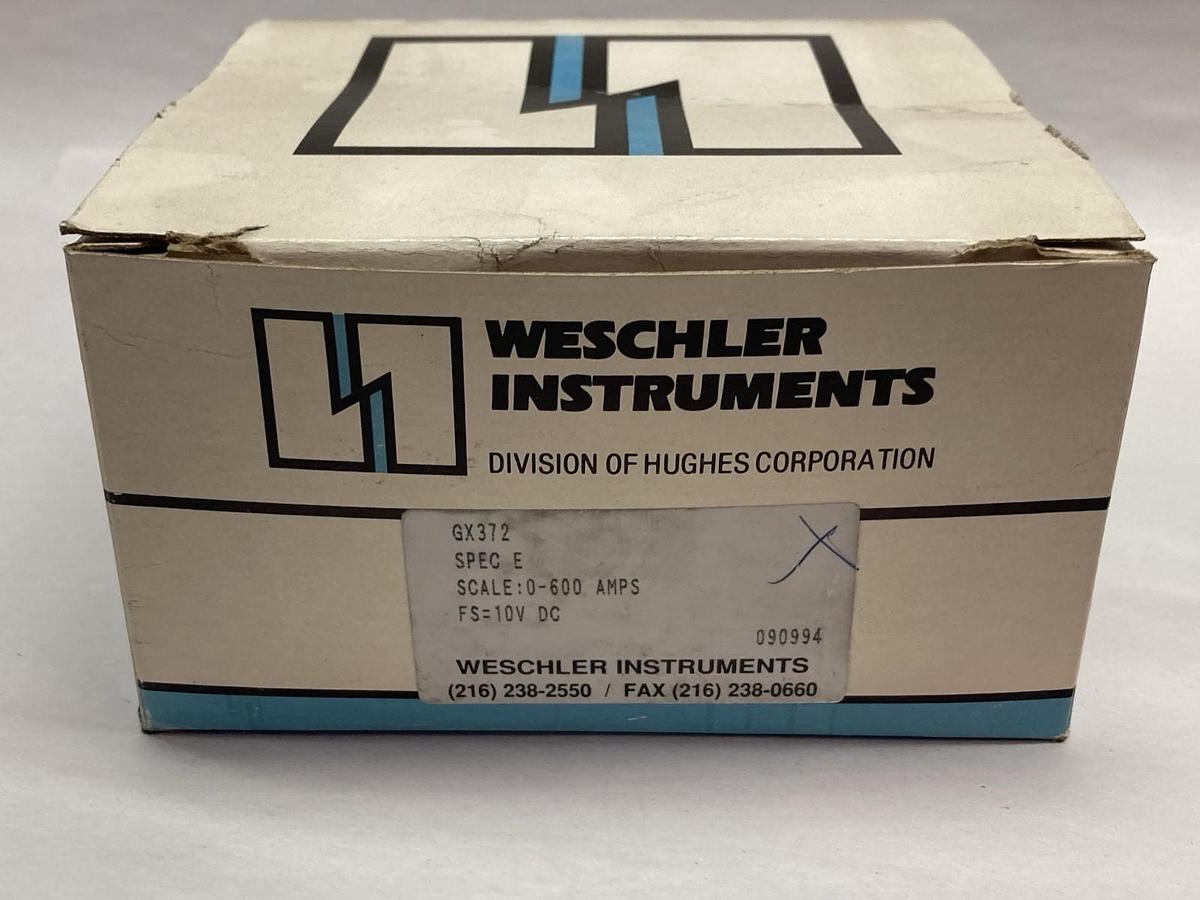 WESCHLER
INSTRUMENTS
DIVISION OF HUGHES CORPORATION
GX372
SPEC E
SCALE:0-600 AMPS
FS=10V DC
090994
WESCHLER INSTRUMENTS
(216) 238-2550 / FAX (216) 238-0660